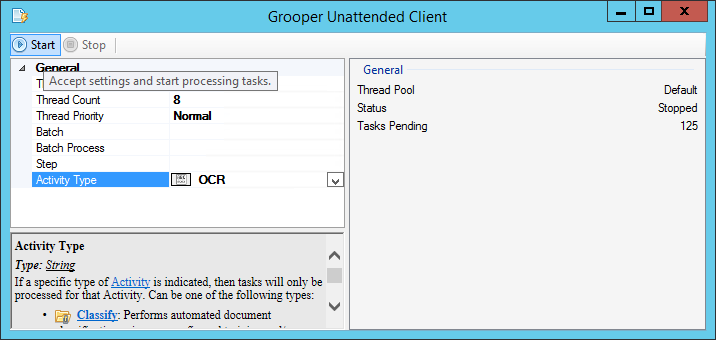 Grooper Unattended Client
Start Stop
General
Accept settings and start processing tasks.
Thread Count 8
Thread Priority Normal
Batch
Batch Process
Step
Activity Type OCR
Activity Type
Type: String
If a specific type of Activity is indicated, then tasks will only be
processed for that Activity. Can be one of the following types:
• Classify: Performs automated document
General
Thread Pool Default
Status Stopped
Tasks Pending 125